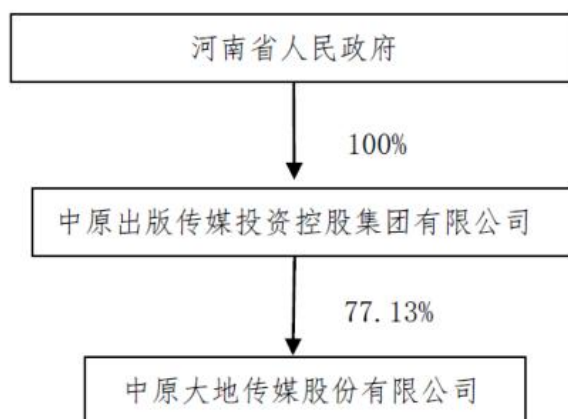 河南省人民政府
100%
中原出版传媒投资控股集团有限公司
77.13%
中原大地传媒股份有限公司